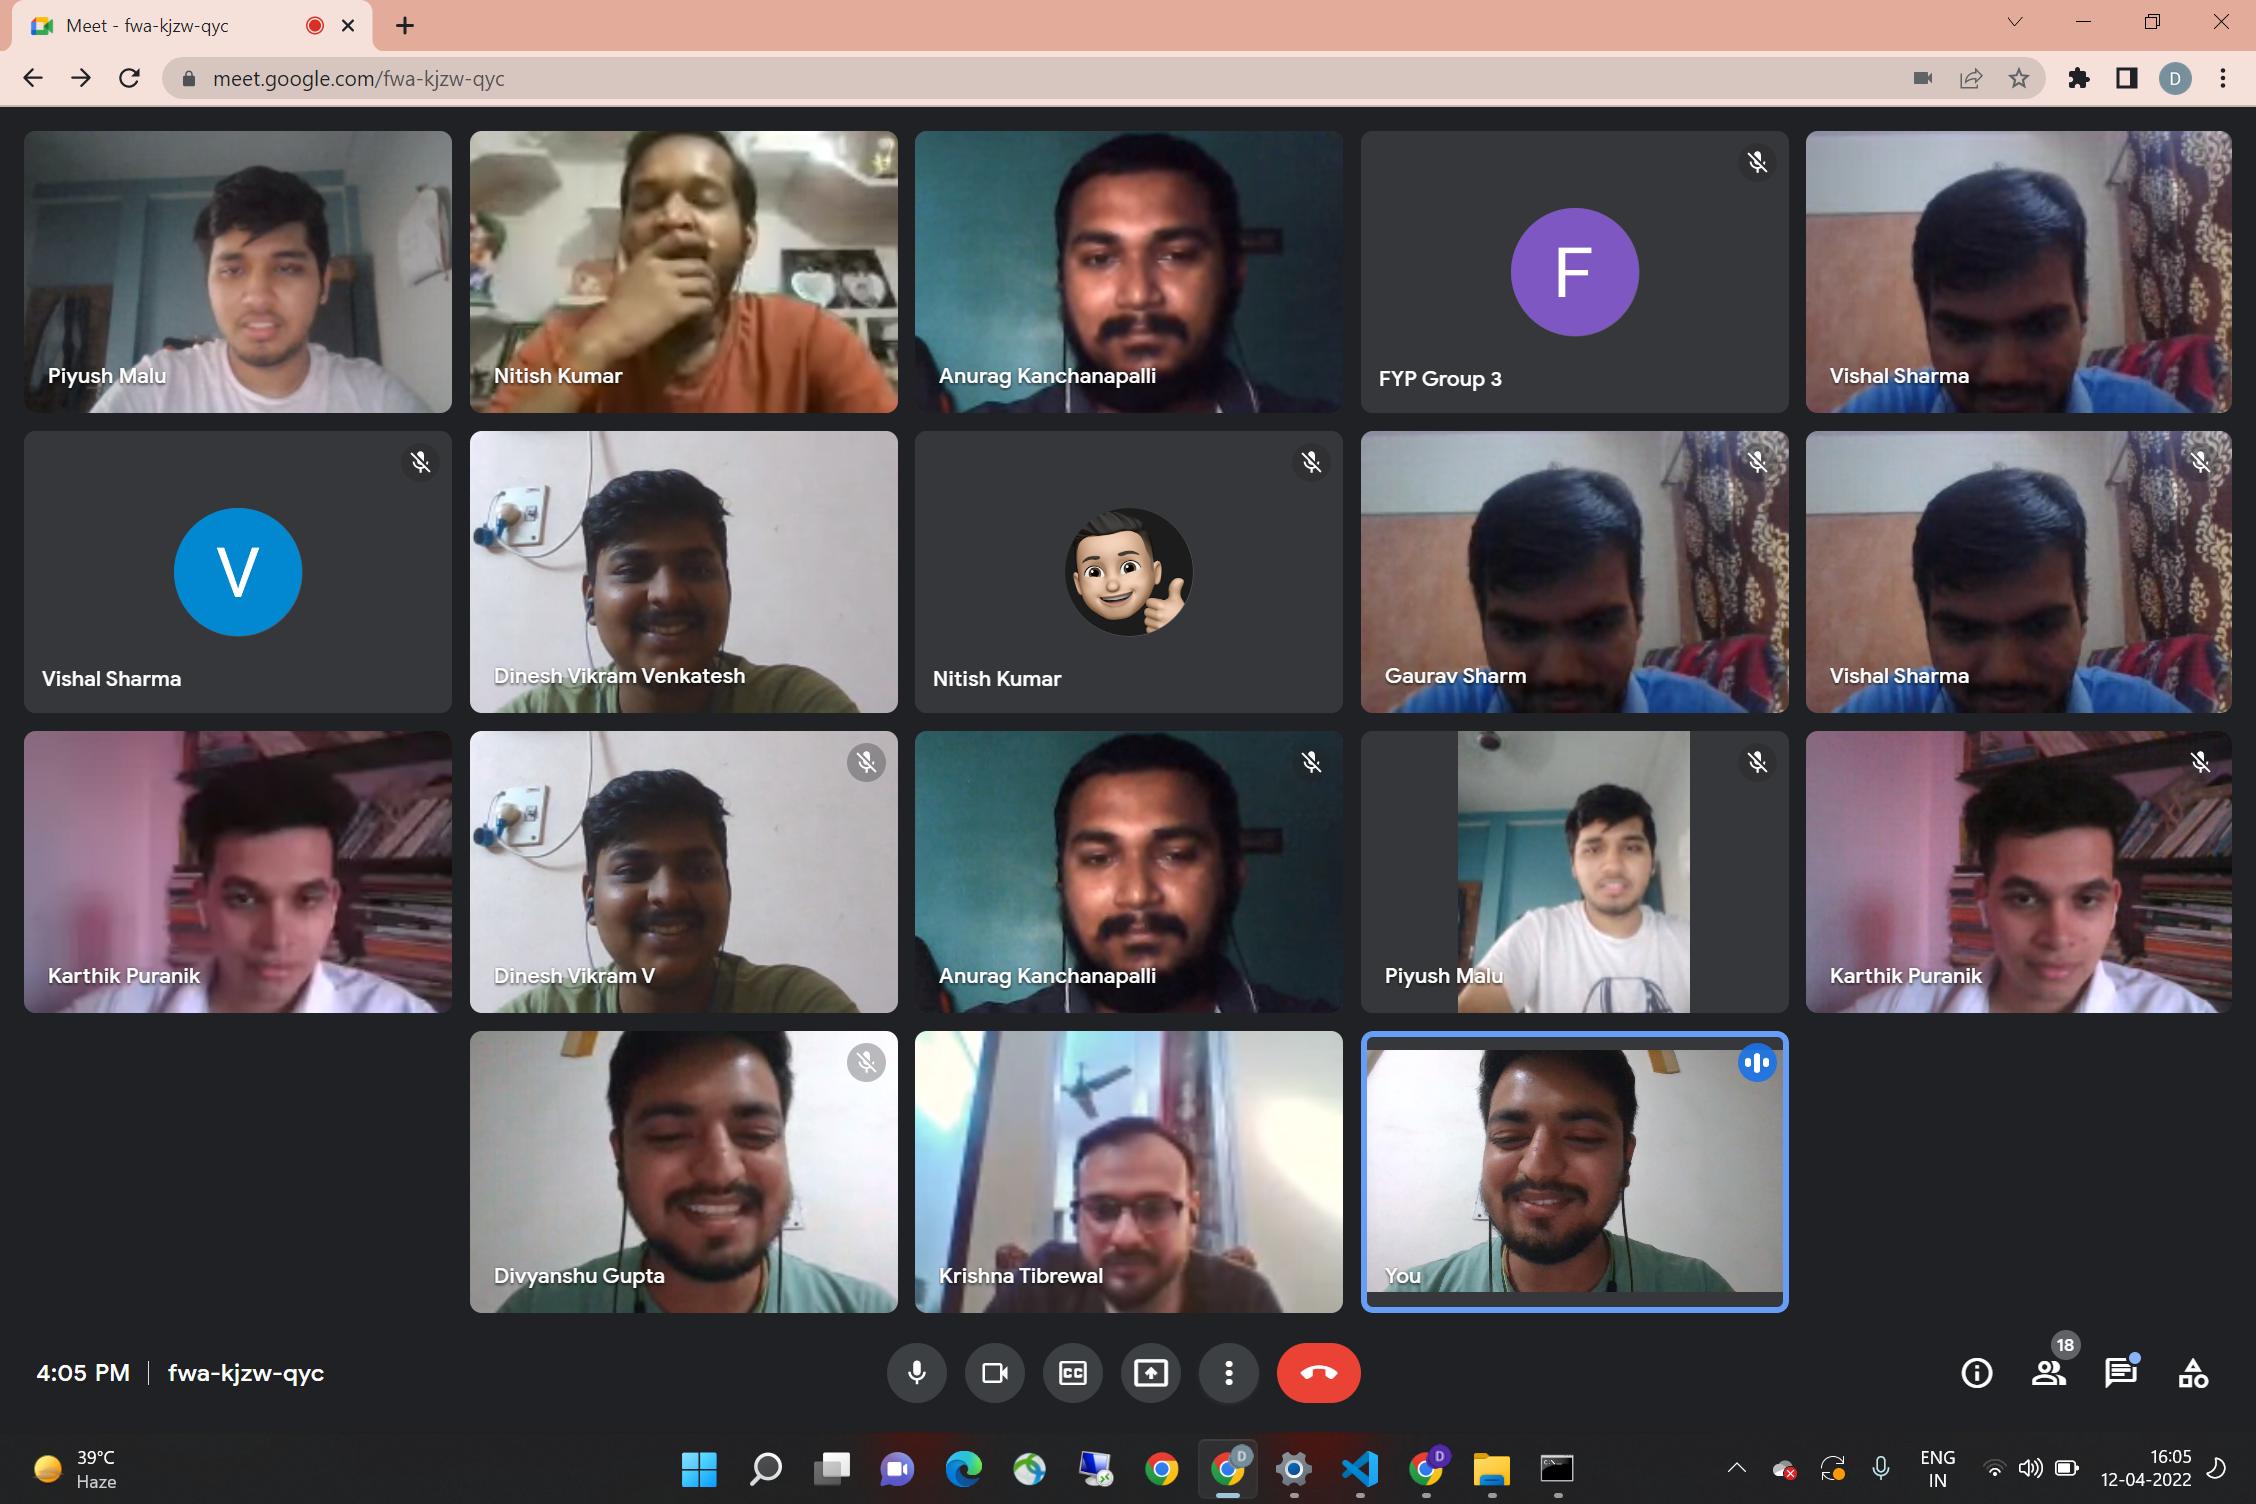 Meet - fwa-kjzw-qyc
meet.google.com/fwa-kjzw-qyc
D
Piyush Malu
Nitish Kumar
Anurag Kanchanapalli
F
FYP Group 3
Vishal Sharma
V
Vishal Sharma
Dinesh Vikram Venkatesh
Nitish Kumar
Gaurav Sharm
Vishal Sharma
Karthik Puranik
Dinesh Vikram V
Anurag Kanchanapalli
Piyush Malu
Karthik Puranik
Divyanshu Gupta
Krishna Tibrewal
You
4:05 PM
fwa-kjzw-qyc
CC
18
39°C
Haze
D
D
ENG
IN
16:05
12-04-2022